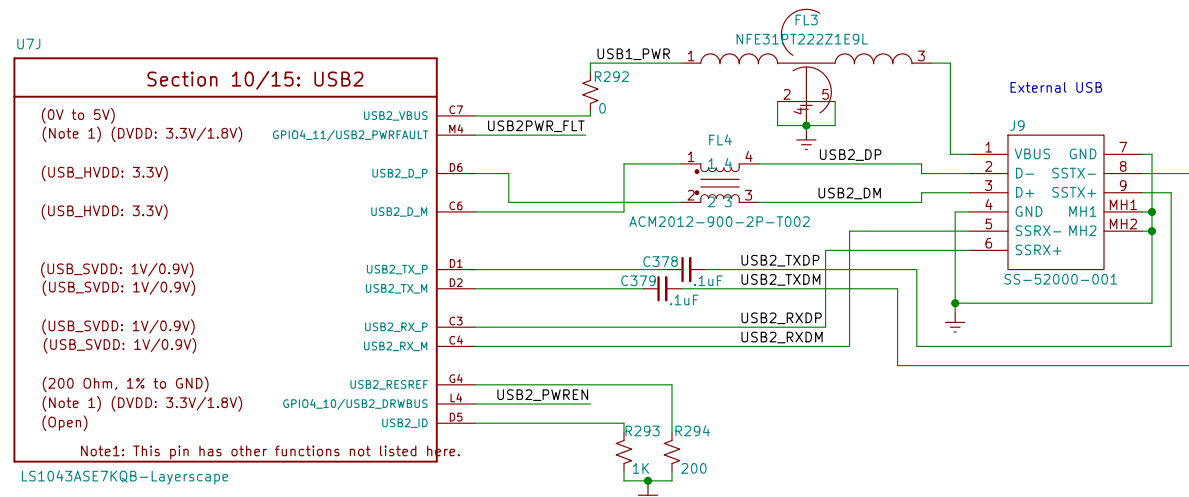 U7J
Section 10/15: USB2
(0V to 5V)
USB2_VBUS
C7
(Note 1) (DVDD: 3.3V/1.8V)
GPIO4_11/USB2_PWRFAULT
M4
(USB_HVDD: 3.3V)
USB2_D_P
D6
(USB_HVDD: 3.3V)
USB2_D_M
C6
(USB_SVDD: 1V/0.9V)
USB2_TX_P
D1
(USB_SVDD: 1V/0.9V)
USB2_TX_M
D2
(USB_SVDD: 1V/0.9V)
USB2_RX_P
C3
(USB_SVDD: 1V/0.9V)
USB2_RX_M
C4
(200 Ohm, 1% to GND)
USB2_RESREF
G4
(Note 1) (DVDD: 3.3V/1.8V)
GPIO4_10/USB2_DRWBUS
L4
(Open)
USB2_ID
D5
Note1: This pin has other functions not listed here.
LS1043ASE7KQB-Layerscape
USB1_PWR
R292
0
USB2PWR_FLT
FL3
NFE31PT222Z1E9L
1
3
2
5
FL4
1
1 4
4
2
2 3
3
ACM2012-900-2P-T002
USB2_DP
USB2_DM
C378
.1uF
C379
.1uF
USB2_TXDP
USB2_TXDM
USB2_RXDP
USB2_RXDM
USB2_PWREN
R293
1K
R294
200
External USB
J9
1
VBUS
GND
7
2
D-
SSTX-
8
3
D+
SSTX+
9
4
GND
MH1
MH1
5
SSRX-
MH2
MH2
6
SSRX+
SS-52000-001